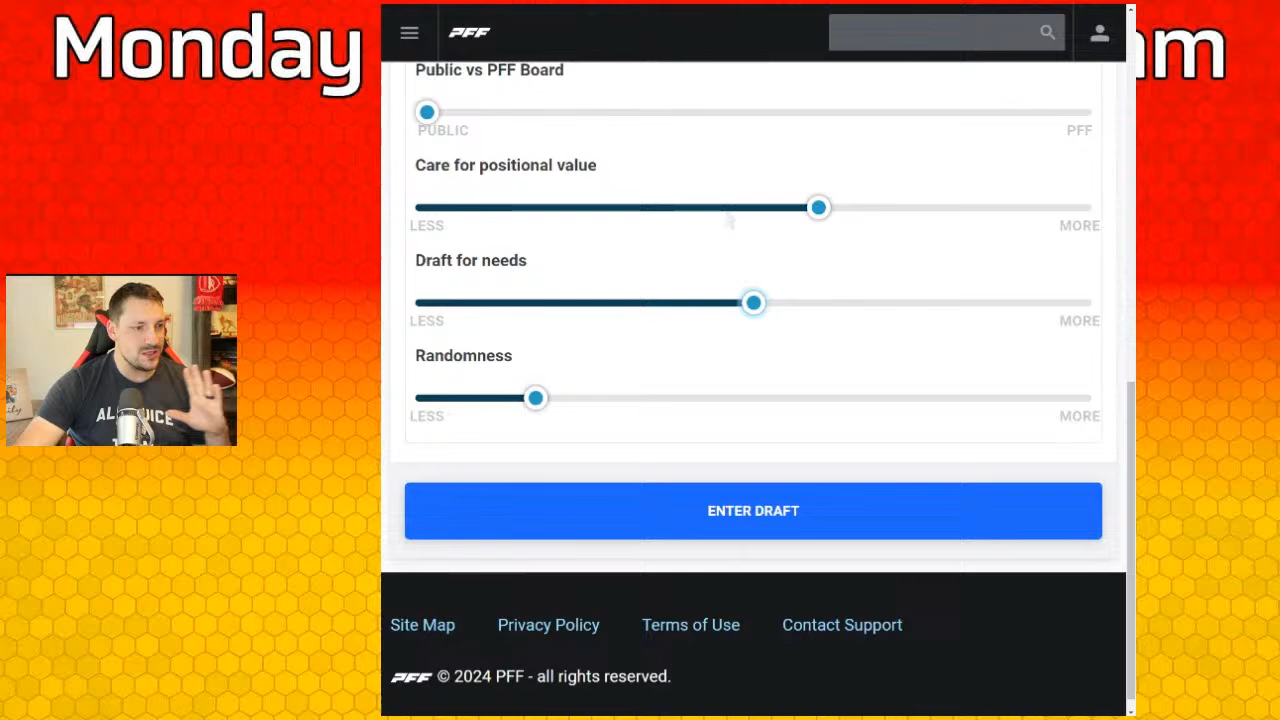 Monday
am
PFF
Public vs PFF Board
PUBLIC
PFF
Care for positional value
LESS
MORE
Draft for needs
LESS
MORE
Randomness
LESS
MORE
ENTER DRAFT
Site Map
Privacy Policy
Terms of Use
Contact Support
PFF © 2024 PFF - all rights reserved.